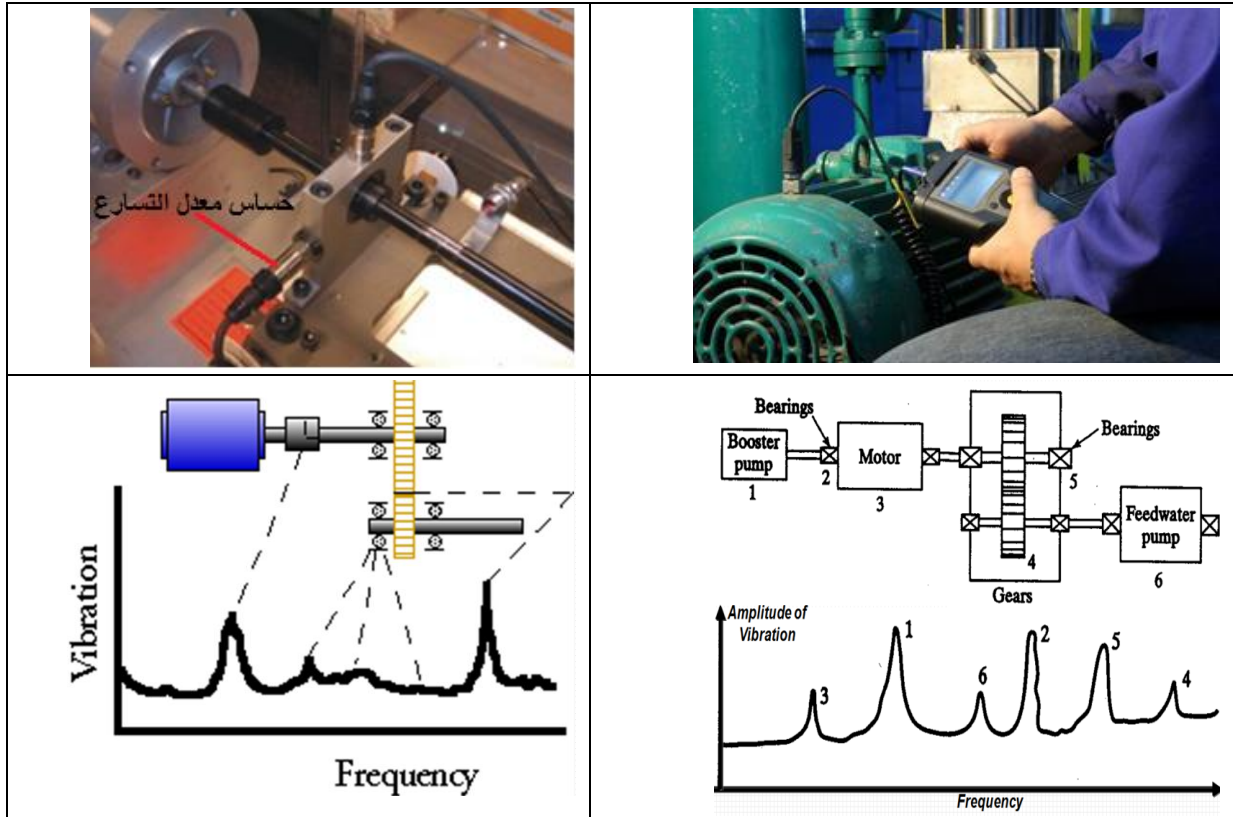 حساس معدل التسارع
Vibration
Frequency
Bearings
Booster
pump
1
2
Motor
3
Bearings
5
4
Gears
Feedwater
pump
6
Amplitude of
Vibration
3
1
6
2
5
4
Frequency